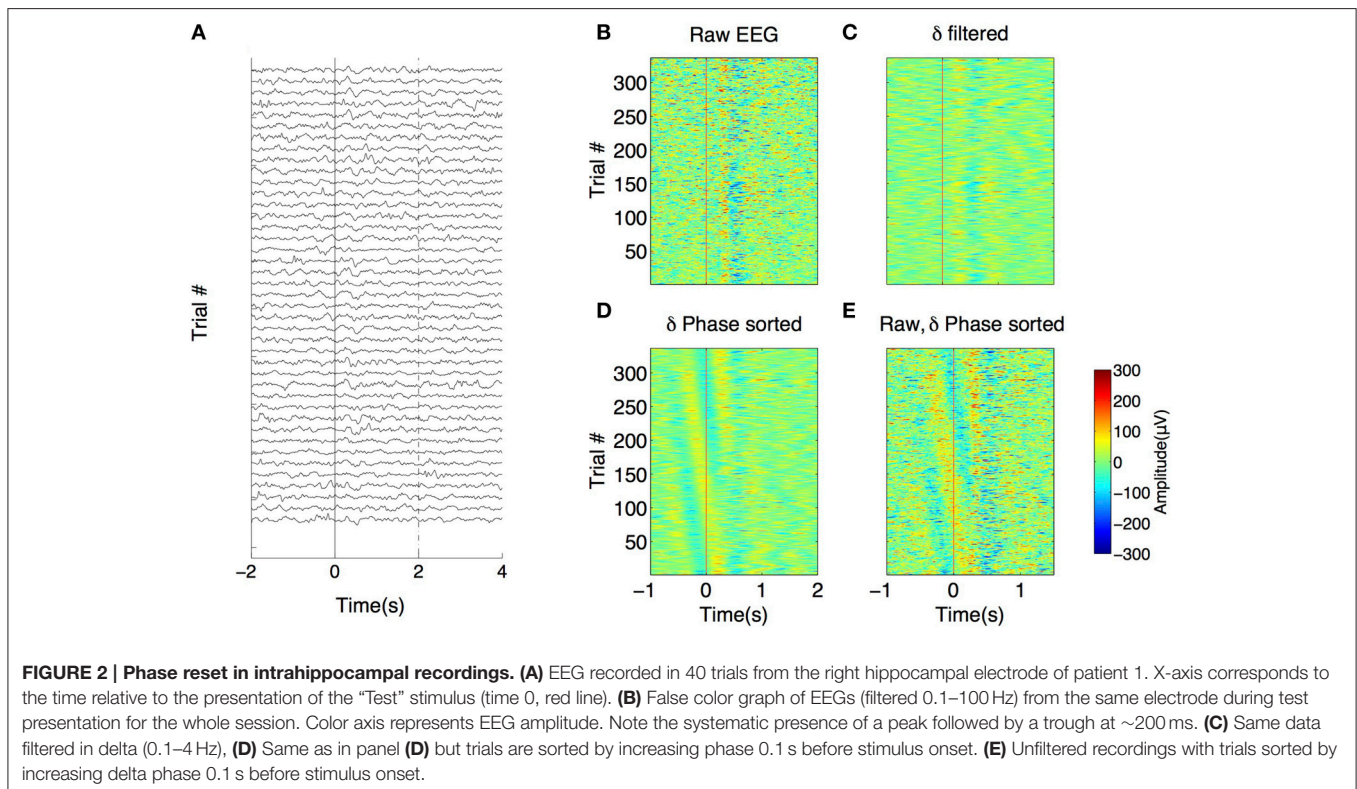 A
Trial #
−2
0
2
4
Time(s)
B
Raw EEG
300
250
200
150
100
50
Trial #
C
δ filtered
D
δ Phase sorted
300
250
200
150
100
50
Trial #
−1
0
1
2
Time(s)
E
Raw, δ Phase sorted
−1
0
1
Time(s)
300
200
100
0
−100
−200
−300
Amplitude(µV)
FIGURE 2 | Phase reset in intrahippocampal recordings. (A) EEG recorded in 40 trials from the right hippocampal electrode of patient 1. X-axis corresponds to
the time relative to the presentation of the “Test” stimulus (time 0, red line). (B) False color graph of EEGs (filtered 0.1–100 Hz) from the same electrode during test
presentation for the whole session. Color axis represents EEG amplitude. Note the systematic presence of a peak followed by a trough at ~200 ms. (C) Same data
filtered in delta (0.1–4 Hz), (D) Same as in panel (D) but trials are sorted by increasing phase 0.1 s before stimulus onset. (E) Unfiltered recordings with trials sorted by
increasing delta phase 0.1 s before stimulus onset.